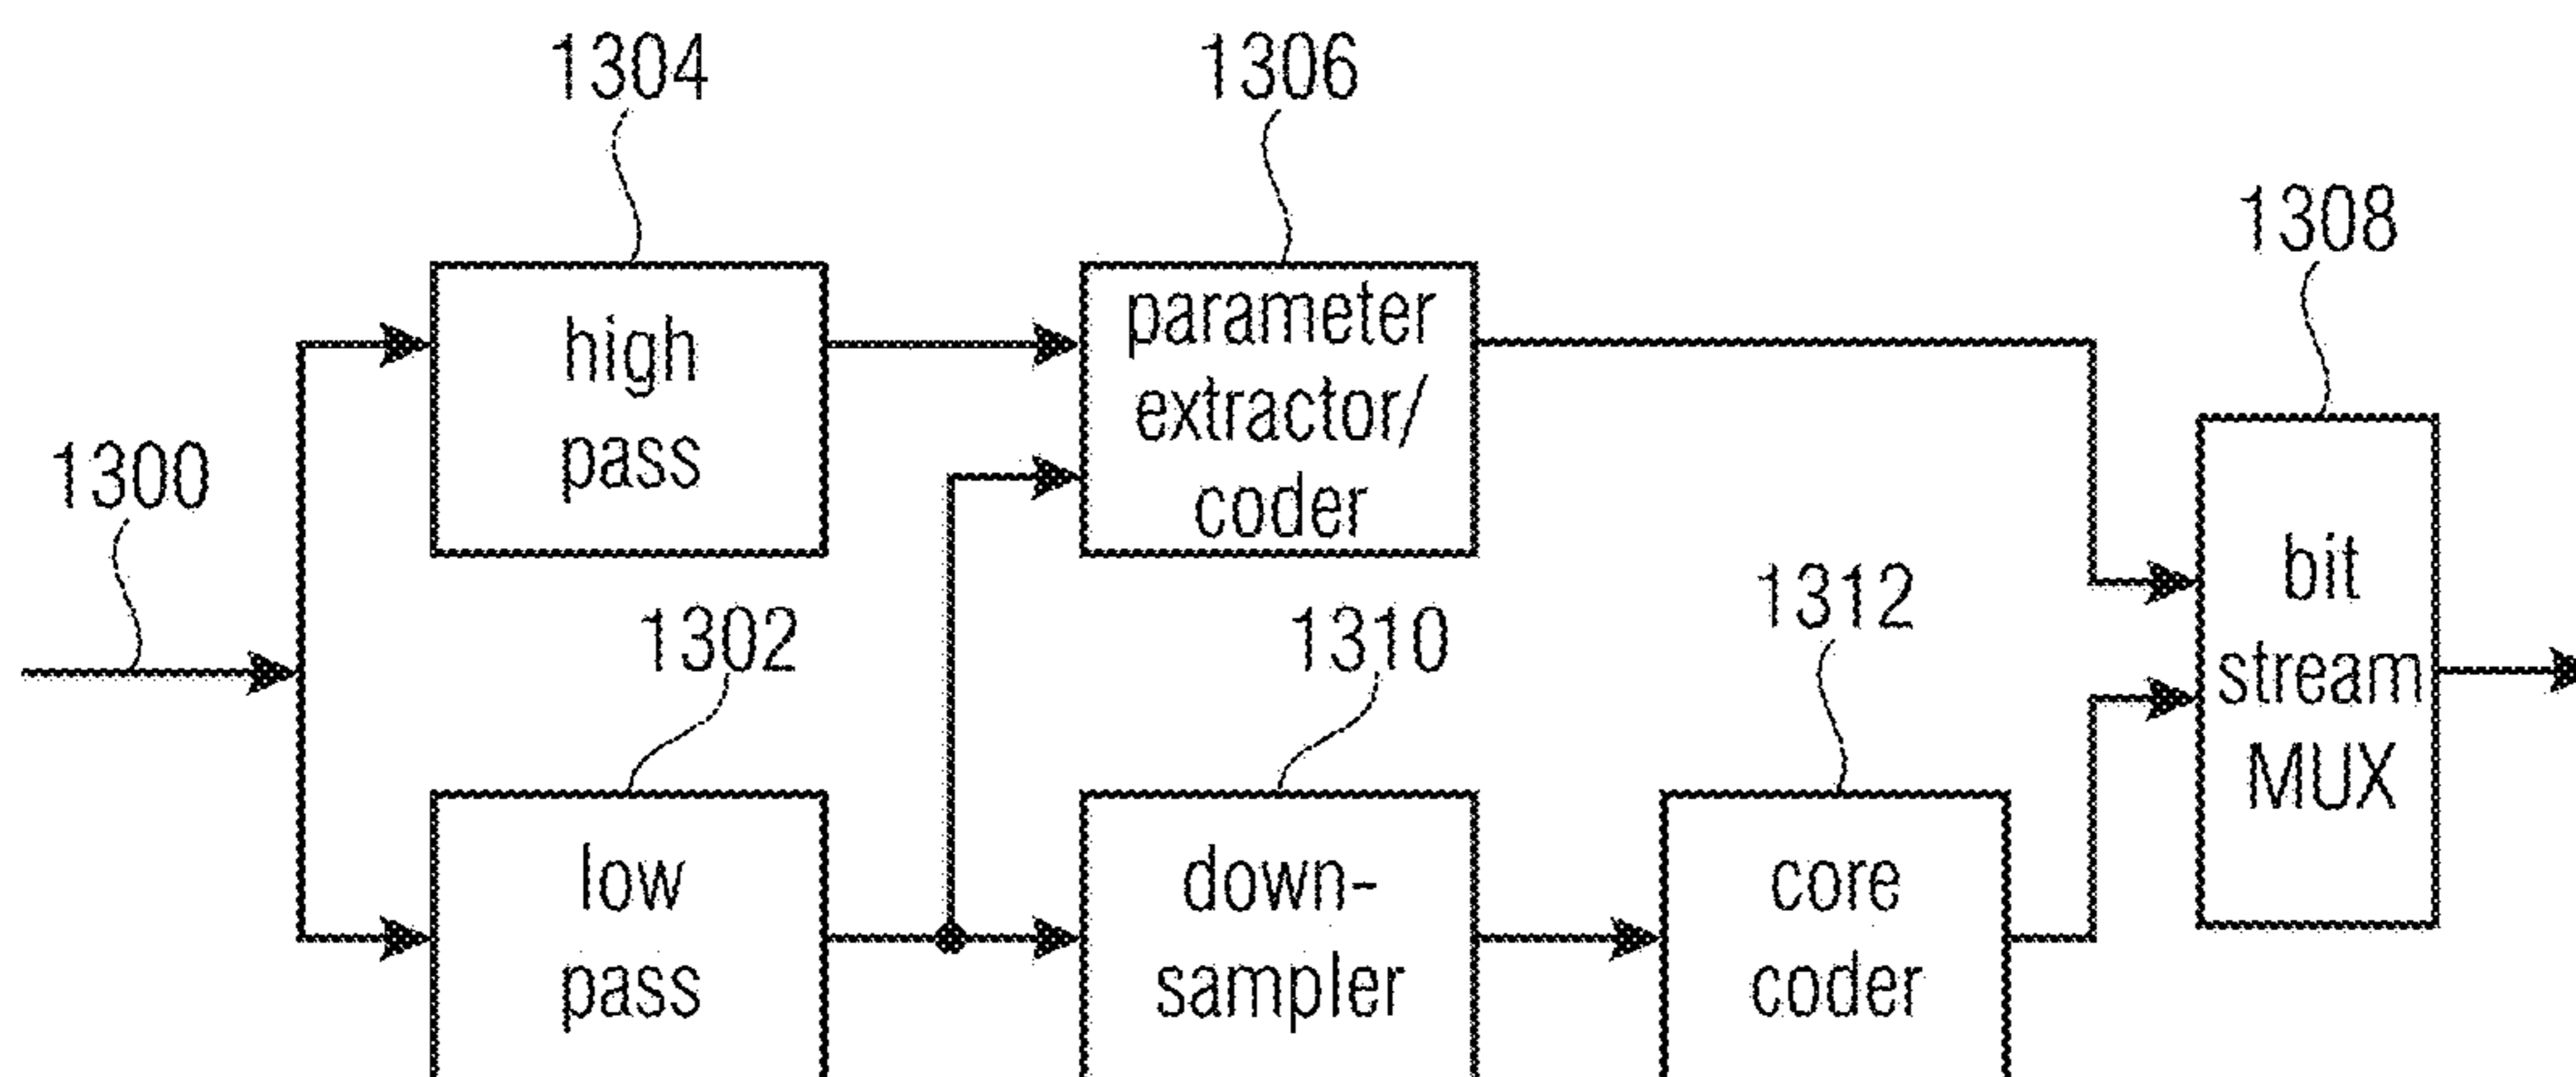 1304
1306
1308
high
pass
parameter
extractor/
coder
1300
1302
1310
1312
bit
stream
MUX
low
pass
down-
sampler
core
coder